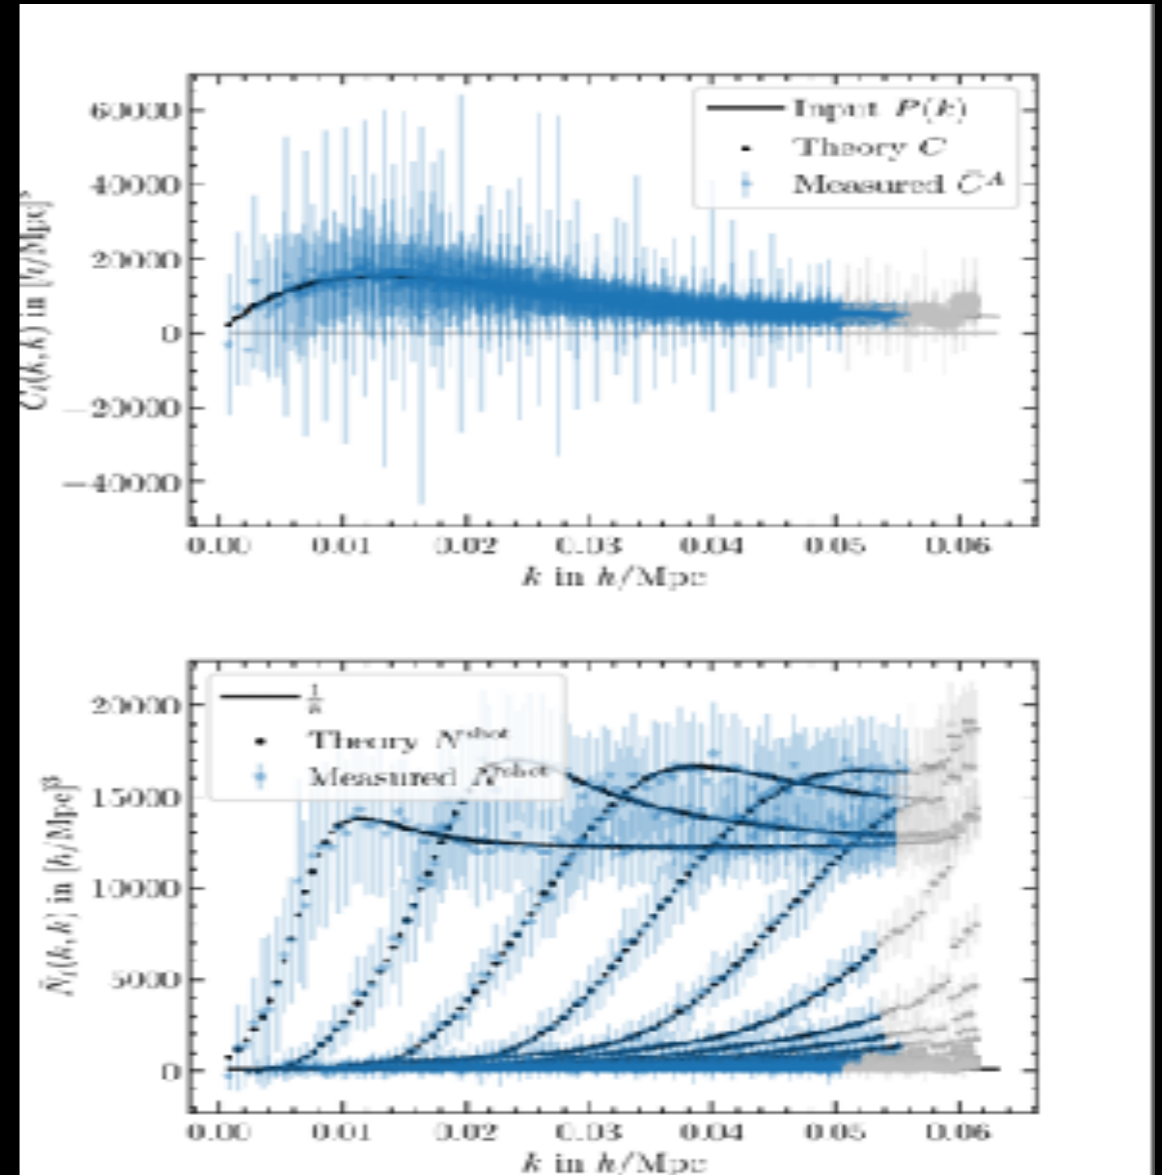 60000
40000
20000
0
−20000
−40000
Input P(k)
Theory C
Measured C̄ᴬ
0.00 0.01 0.02 0.03 0.04 0.05 0.06
k in h/Mpc
20000
15000
10000
5000
0
Theory Nˢʰᵒᵗ
Measured N̄ˢʰᵒᵗ
0.00 0.01 0.02 0.03 0.04 0.05 0.06
k in h/Mpc